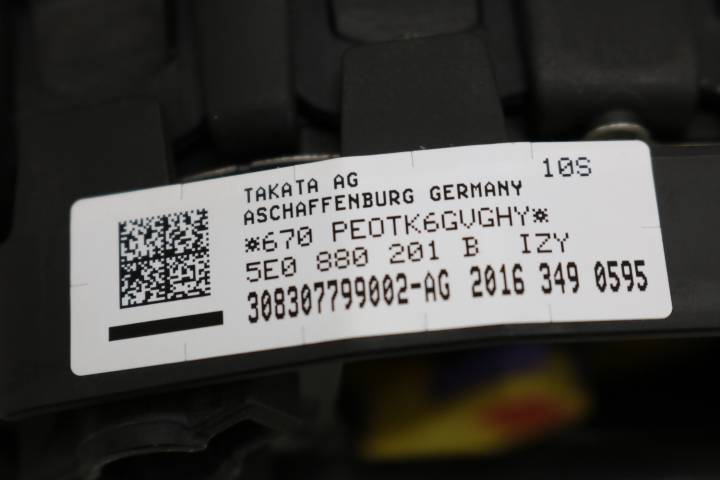 10S
TAKATA AG
ASCHAFFENBURG GERMANY
*670 PEOTK6GVGHY*
5E0 880 201 B IZY
308307799002-AG 2016 349 0595